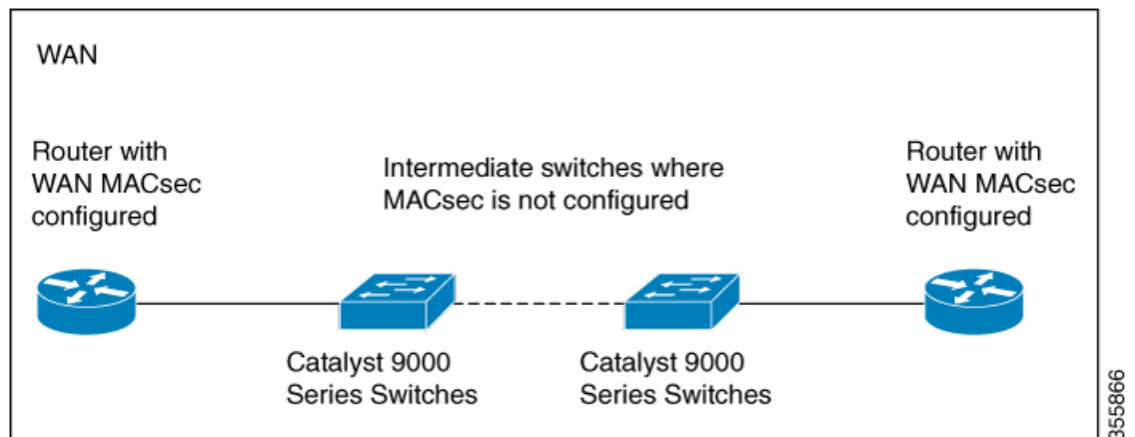 WAN
Router with
WAN MACsec
configured
Intermediate switches where
MACsec is not configured
Router with
WAN MACsec
configured
Catalyst 9000
Series Switches
Catalyst 9000
Series Switches
355866